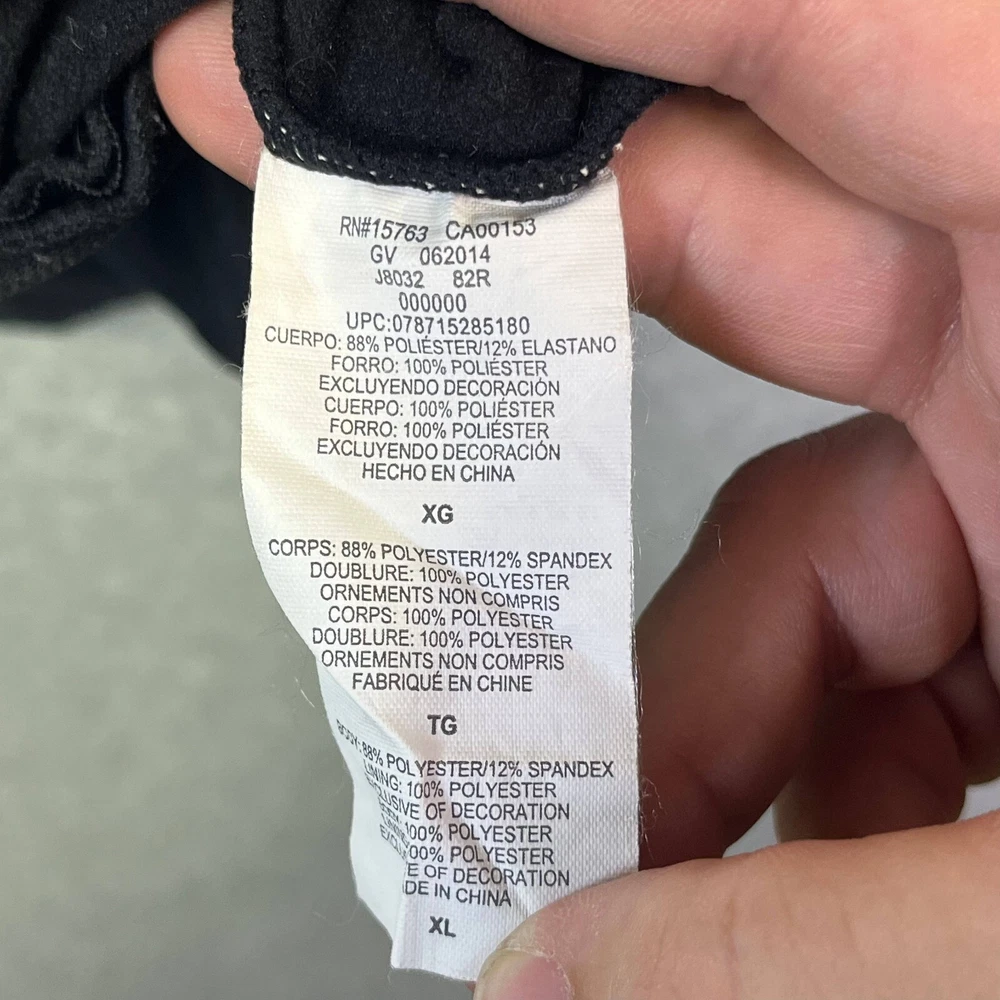 RN#15763 CA00153
GV 062014
J8032 82R
000000
UPC:078715285180
CUERPO: 88% POLIÉSTER/12% ELASTANO
FORRO: 100% POLIÉSTER
EXCLUYENDO DECORACIÓN
CUERPO: 100% POLIÉSTER
FORRO: 100% POLIÉSTER
EXCLUYENDO DECORACIÓN
HECHO EN CHINA
XG
CORPS: 88% POLYESTER/12% SPANDEX
DOUBLURE: 100% POLYESTER
ORNEMENTS NON COMPRIS
CORPS: 100% POLYESTER
DOUBLURE: 100% POLYESTER
ORNEMENTS NON COMPRIS
FABRIQUÉ EN CHINE
TG
BODY: 88% POLYESTER/12% SPANDEX
LINING: 100% POLYESTER
OF DECORATION
100% POLYESTER
POLYESTER
OF DECORATION
IN CHINA
XL